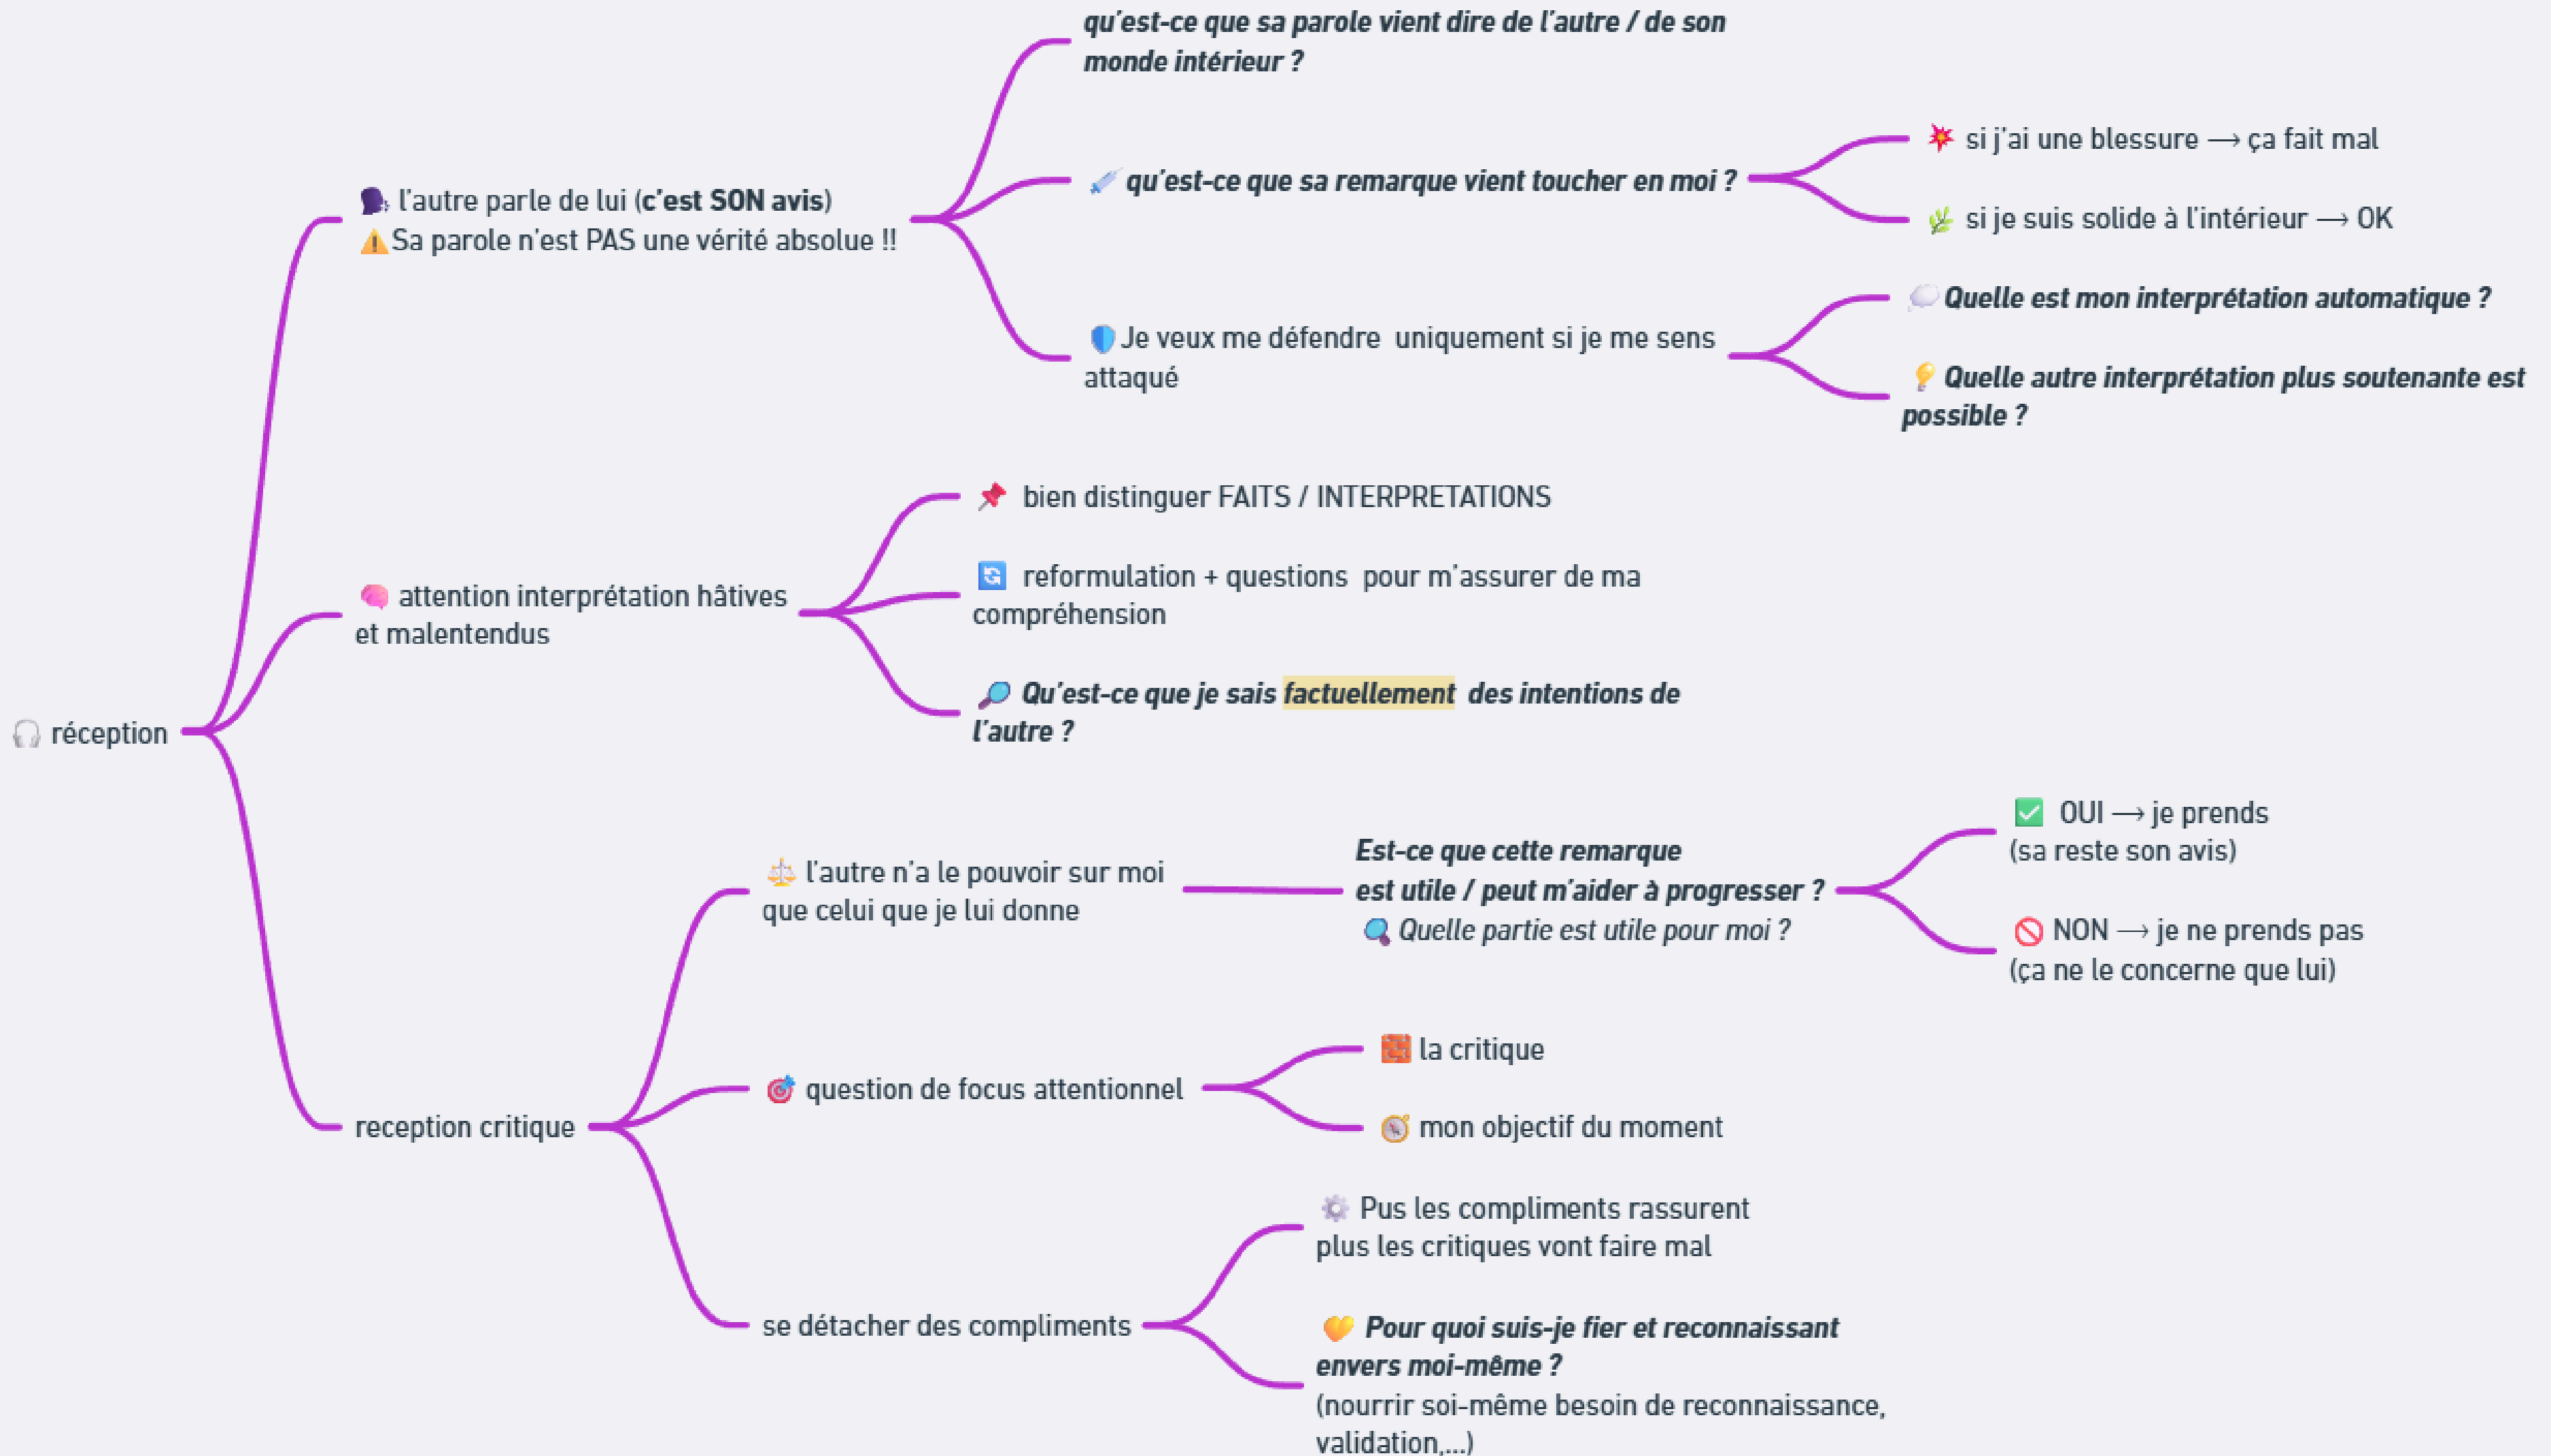 qu'est-ce que sa parole vient dire de l'autre / de son
monde intérieur ?
💥 si j'ai une blessure → ça fait mal
💉 qu'est-ce que sa remarque vient toucher en moi ?
🌿 si je suis solide à l'intérieur → OK
🗣️ l'autre parle de lui (c'est SON avis)
⚠️Sa parole n'est PAS une vérité absolue !!
💭 Quelle est mon interprétation automatique ?
🛡️Je veux me défendre uniquement si je me sens
attaqué
💡 Quelle autre interprétation plus soutenante est
possible ?
📌 bien distinguer FAITS / INTERPRETATIONS
🧠 attention interprétation hâtives
et malentendus
🔄 reformulation + questions pour m'assurer de ma
compréhension
🔎 Qu'est-ce que je sais factuellement des intentions de
l'autre ?
🎧 réception
⚖️ l'autre n'a le pouvoir sur moi
que celui que je lui donne
Est-ce que cette remarque
est utile / peut m'aider à progresser ?
🔍 Quelle partie est utile pour moi ?
✅ OUI → je prends
(sa reste son avis)
🚫 NON → je ne prends pas
(ça ne le concerne que lui)
reception critique
🎯 question de focus attentionnel
🧱 la critique
🧭 mon objectif du moment
se détacher des compliments
⚙️ Pus les compliments rassurent
plus les critiques vont faire mal
💛 Pour quoi suis-je fier et reconnaissant
envers moi-même ?
(nourrir soi-même besoin de reconnaissance,
validation,...)